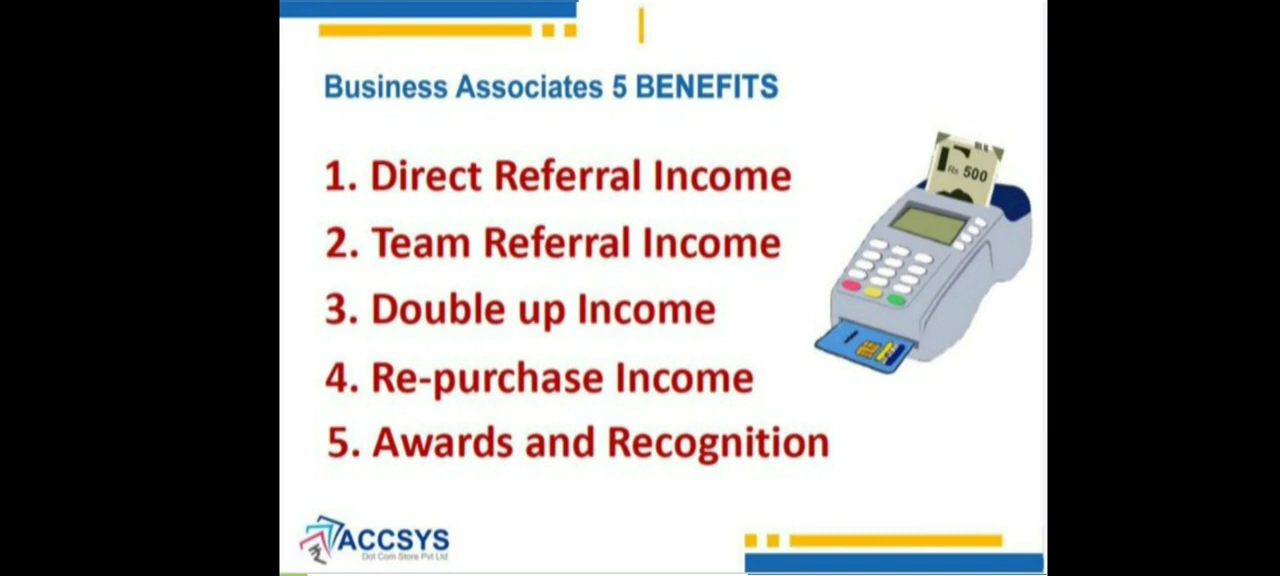 Business Associates 5 BENEFITS
1. Direct Referral Income
2. Team Referral Income
3. Double up Income
4. Re-purchase Income
5. Awards and Recognition
Rs 500
ACCSYS
Dot Com Store Pvt Ltd